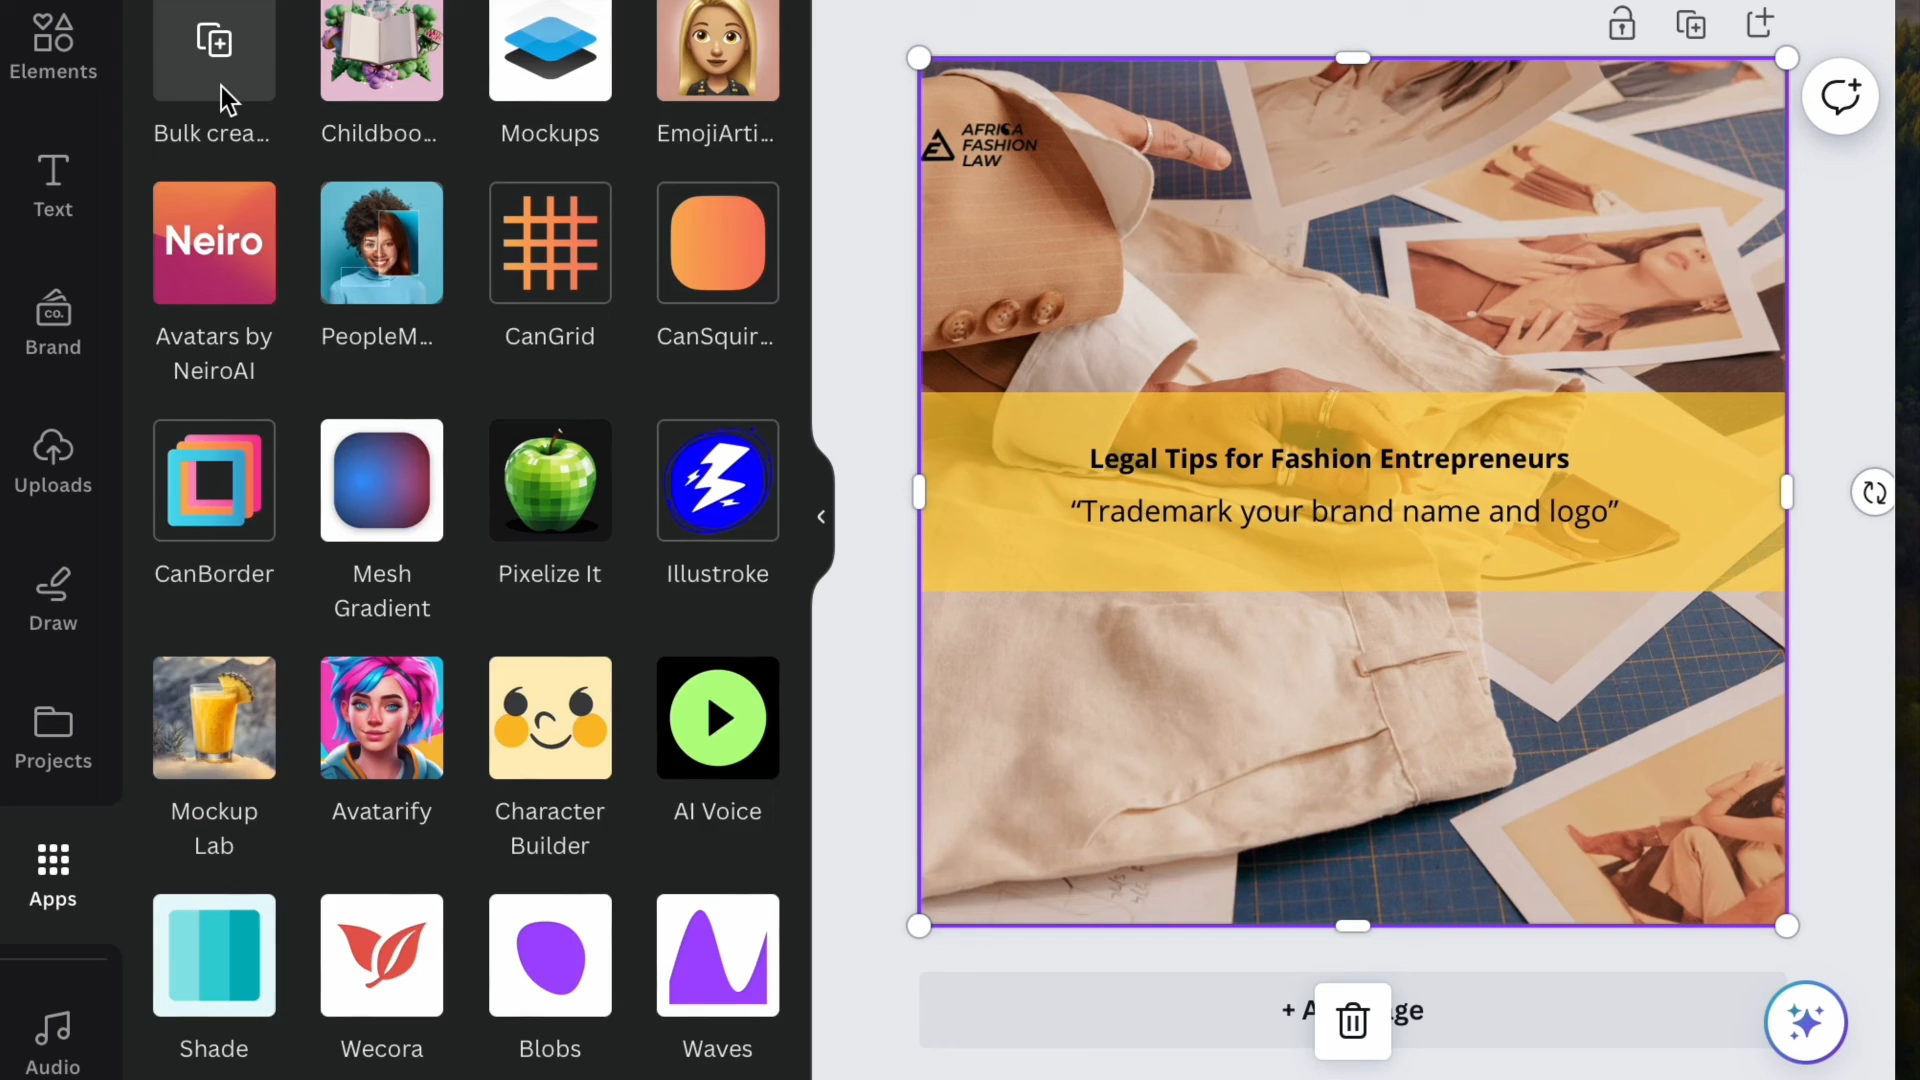 Elements
Text
CO.
Brand
Uploads
Draw
Projects
Apps
Audio
Bulk crea...
Childboo...
Mockups
EmojiArti...
Neiro
Avatars by
NeiroAI
PeopleM...
CanGrid
CanSquir...
CanBorder
Mesh
Gradient
Pixelize It
Illustroke
Mockup
Lab
Avatarify
Character
Builder
AI Voice
Shade
Wecora
Blobs
Waves
AFRICA
FASHION
LAW
Legal Tips for Fashion Entrepreneurs
“Trademark your brand name and logo”
+ A ge